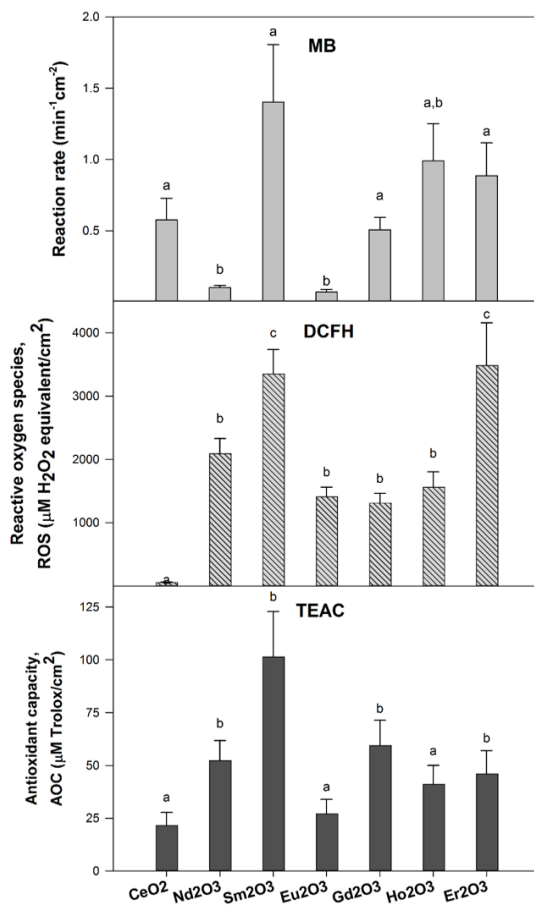 2.0
1.5
1.0
0.5
Reaction rate (min⁻¹cm⁻²)
MB
a
b
a
b
a
a,b
a
4000
3000
2000
1000
Reactive oxygen species,
ROS (µM H₂O₂ equivalent/cm²)
DCFH
a
b
c
b
b
b
c
125
100
75
50
25
0
Antioxidant capacity,
AOC (µM Trolox/cm²)
TEAC
a
b
b
a
b
a
b
CeO2
Nd2O3
Sm2O3
Eu2O3
Gd2O3
Ho2O3
Er2O3